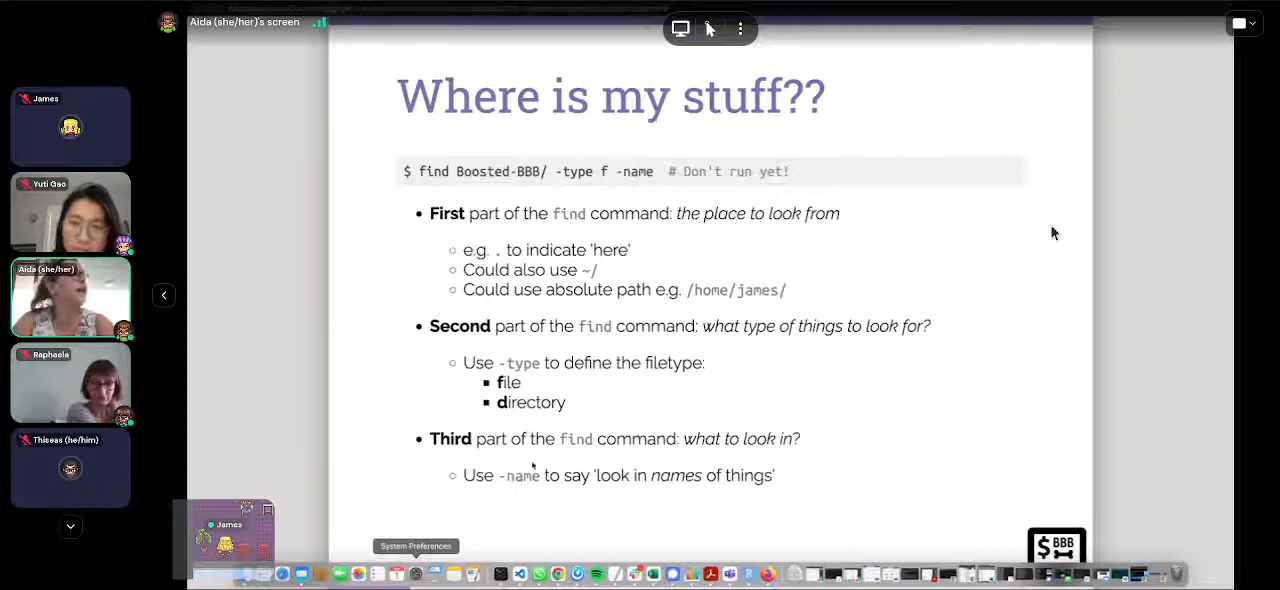 Aida (she/her)'s screen
James
Yuti Gao
Aida (she/her)
Raphaela
Thiseas (he/him)
Where is my stuff??
$ find Boosted-BBB/ -type f -name # Don't run yet!
• First part of the find command: the place to look from
e.g. . to indicate 'here'
Could also use ~/
Could use absolute path e.g. /home/james/
• Second part of the find command: what type of things to look for?
Use -type to define the filetype:
file
directory
• Third part of the find command: what to look in?
Use -name to say 'look in names of things'
James
System Preferences
$ BBB